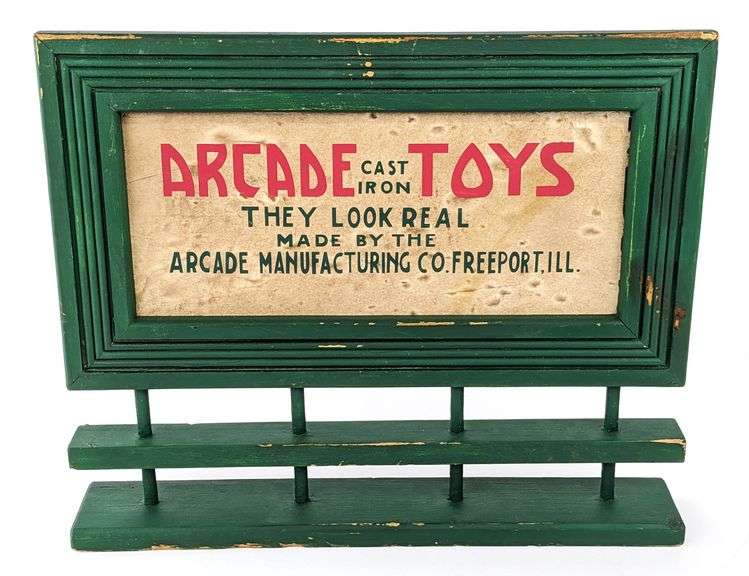 ARCADE CAST IRON TOYS
THEY LOOK REAL
MADE BY THE
ARCADE MANUFACTURING CO. FREEPORT, ILL.